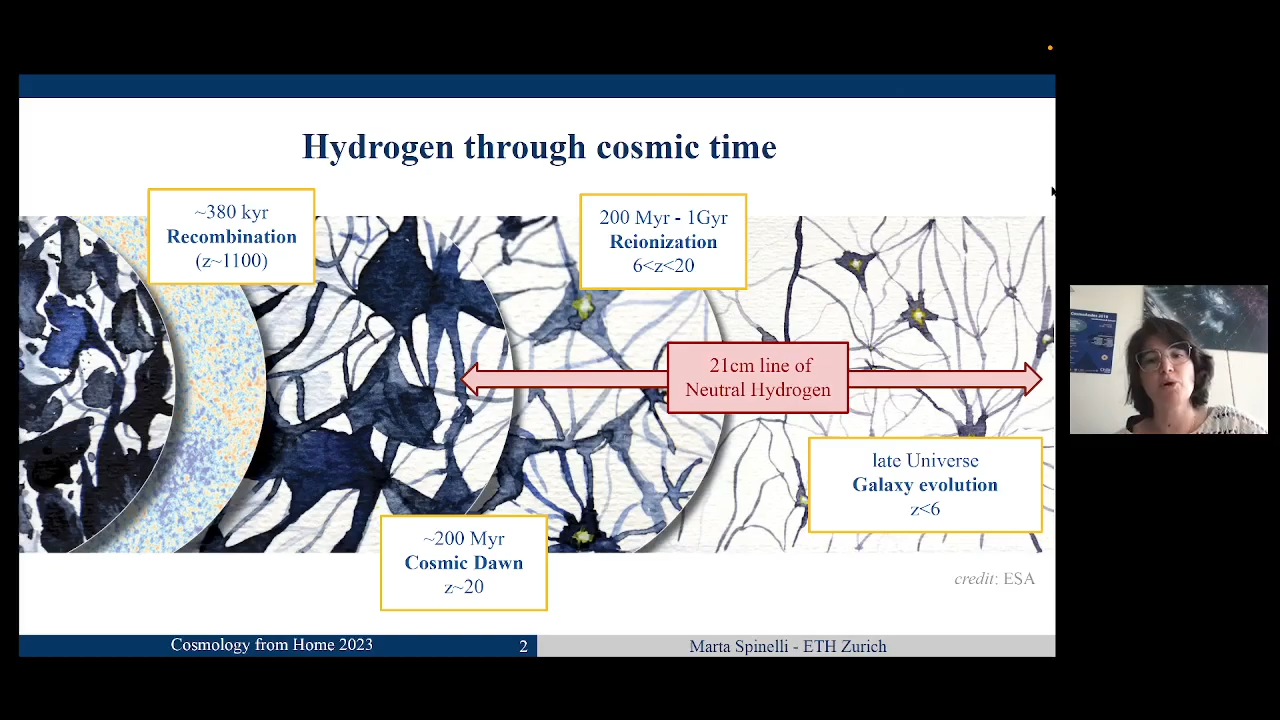 Hydrogen through cosmic time
~380 kyr
Recombination
(z~1100)
200 Myr - 1Gyr
Reionization
6<z<20
21cm line of
Neutral Hydrogen
late Universe
Galaxy evolution
z<6
~200 Myr
Cosmic Dawn
z~20
credit: ESA
Cosmology from Home 2023
2
Marta Spinelli - ETH Zurich